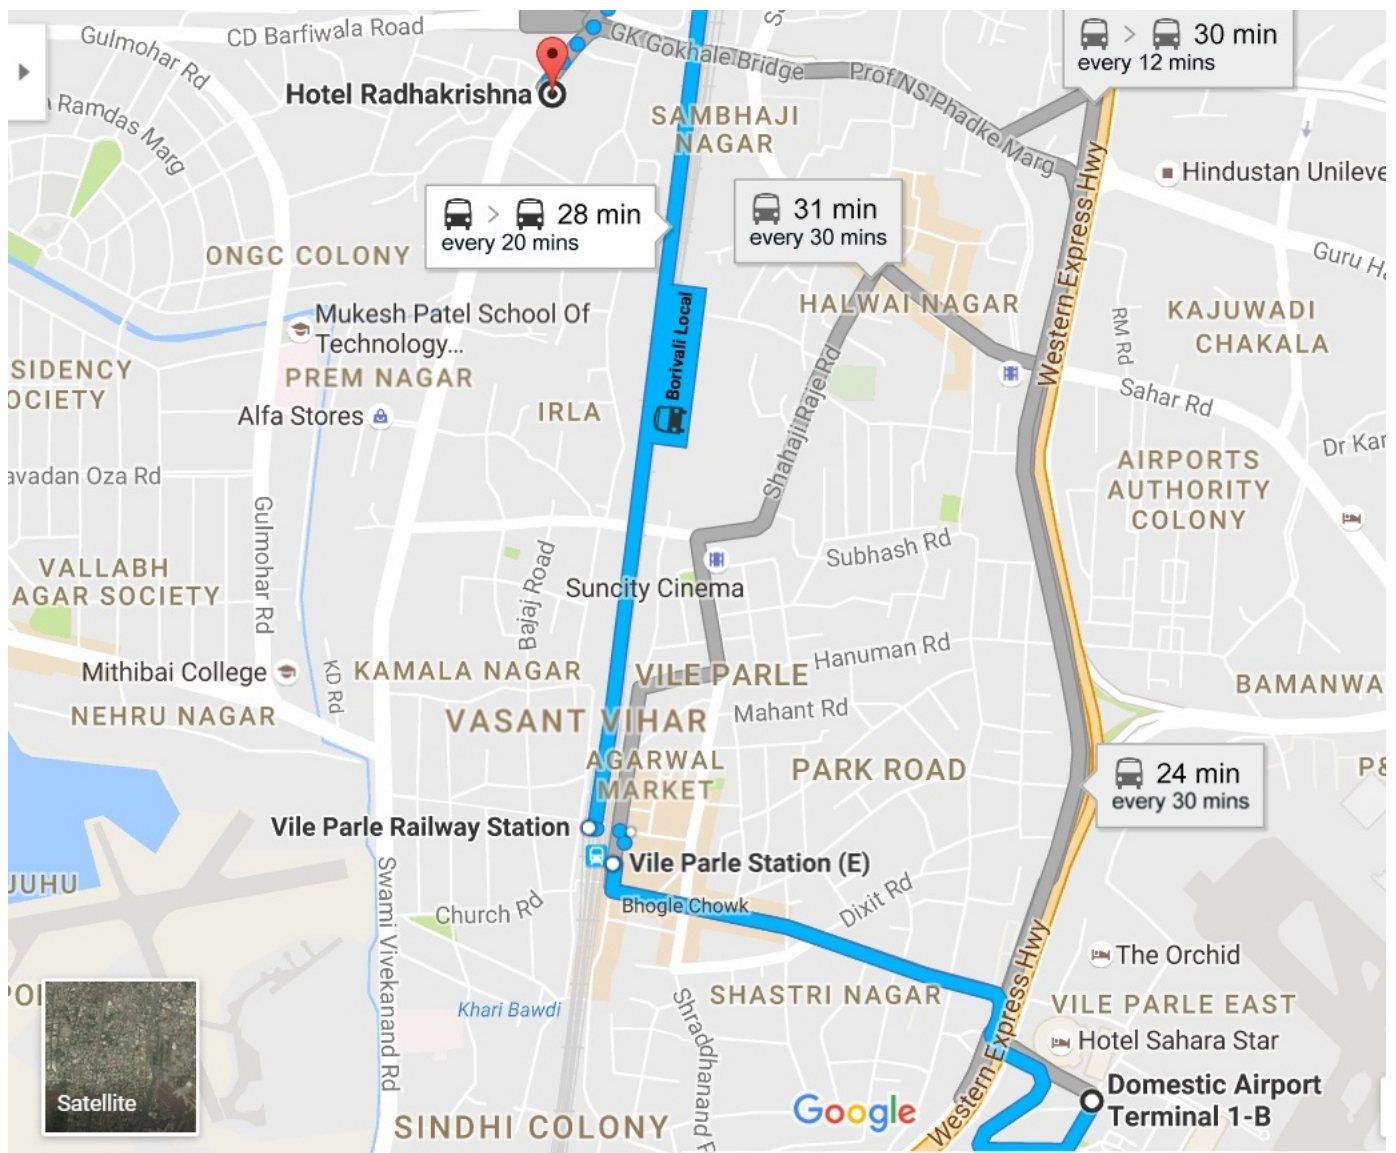 CD Barfiwala Road
Gulmohar Rd
GK Gokhale Bridge
30 min
every 12 mins
Hotel Radhakrishna
Prof NS Phadke Marg
Ramdas Marg
SAMBHAJI
NAGAR
Hindustan Unileve
28 min
every 20 mins
31 min
every 30 mins
Western Express Hwy
ONGC COLONY
Guru
HALWAI NAGAR
KAJUWADI
CHAKALA
RM Rd
Mukesh Patel School Of
Technology...
Borivali Local
SIDENCY
OCIETY
PREM NAGAR
Sahar Rd
Alfa Stores
IRLA
Shahaji Raje Rd
Dr Kar
avadan Oza Rd
AIRPORTS
AUTHORITY
COLONY
Gulmohar Rd
Bajaj Road
Subhash Rd
VALLABH
AGAR SOCIETY
Suncity Cinema
Mithibai College
KD Rd
KAMALA NAGAR
VILE PARLE
Hanuman Rd
BAMANWA
NEHRU NAGAR
VASANT VIHAR
Mahant Rd
AGARWAL
MARKET
PARK ROAD
P&
24 min
every 30 mins
Vile Parle Railway Station
Vile Parle Station (E)
JUHU
Swami Vivekanand Rd
Church Rd
Bhogle Chowk
Dixit Rd
Western Express Hwy
The Orchid
SHASTRI NAGAR
VILE PARLE EAST
Khari Bawdi
Shraddhanand
Hotel Sahara Star
Satellite
Google
Domestic Airport
Terminal 1-B
SINDHI COLONY